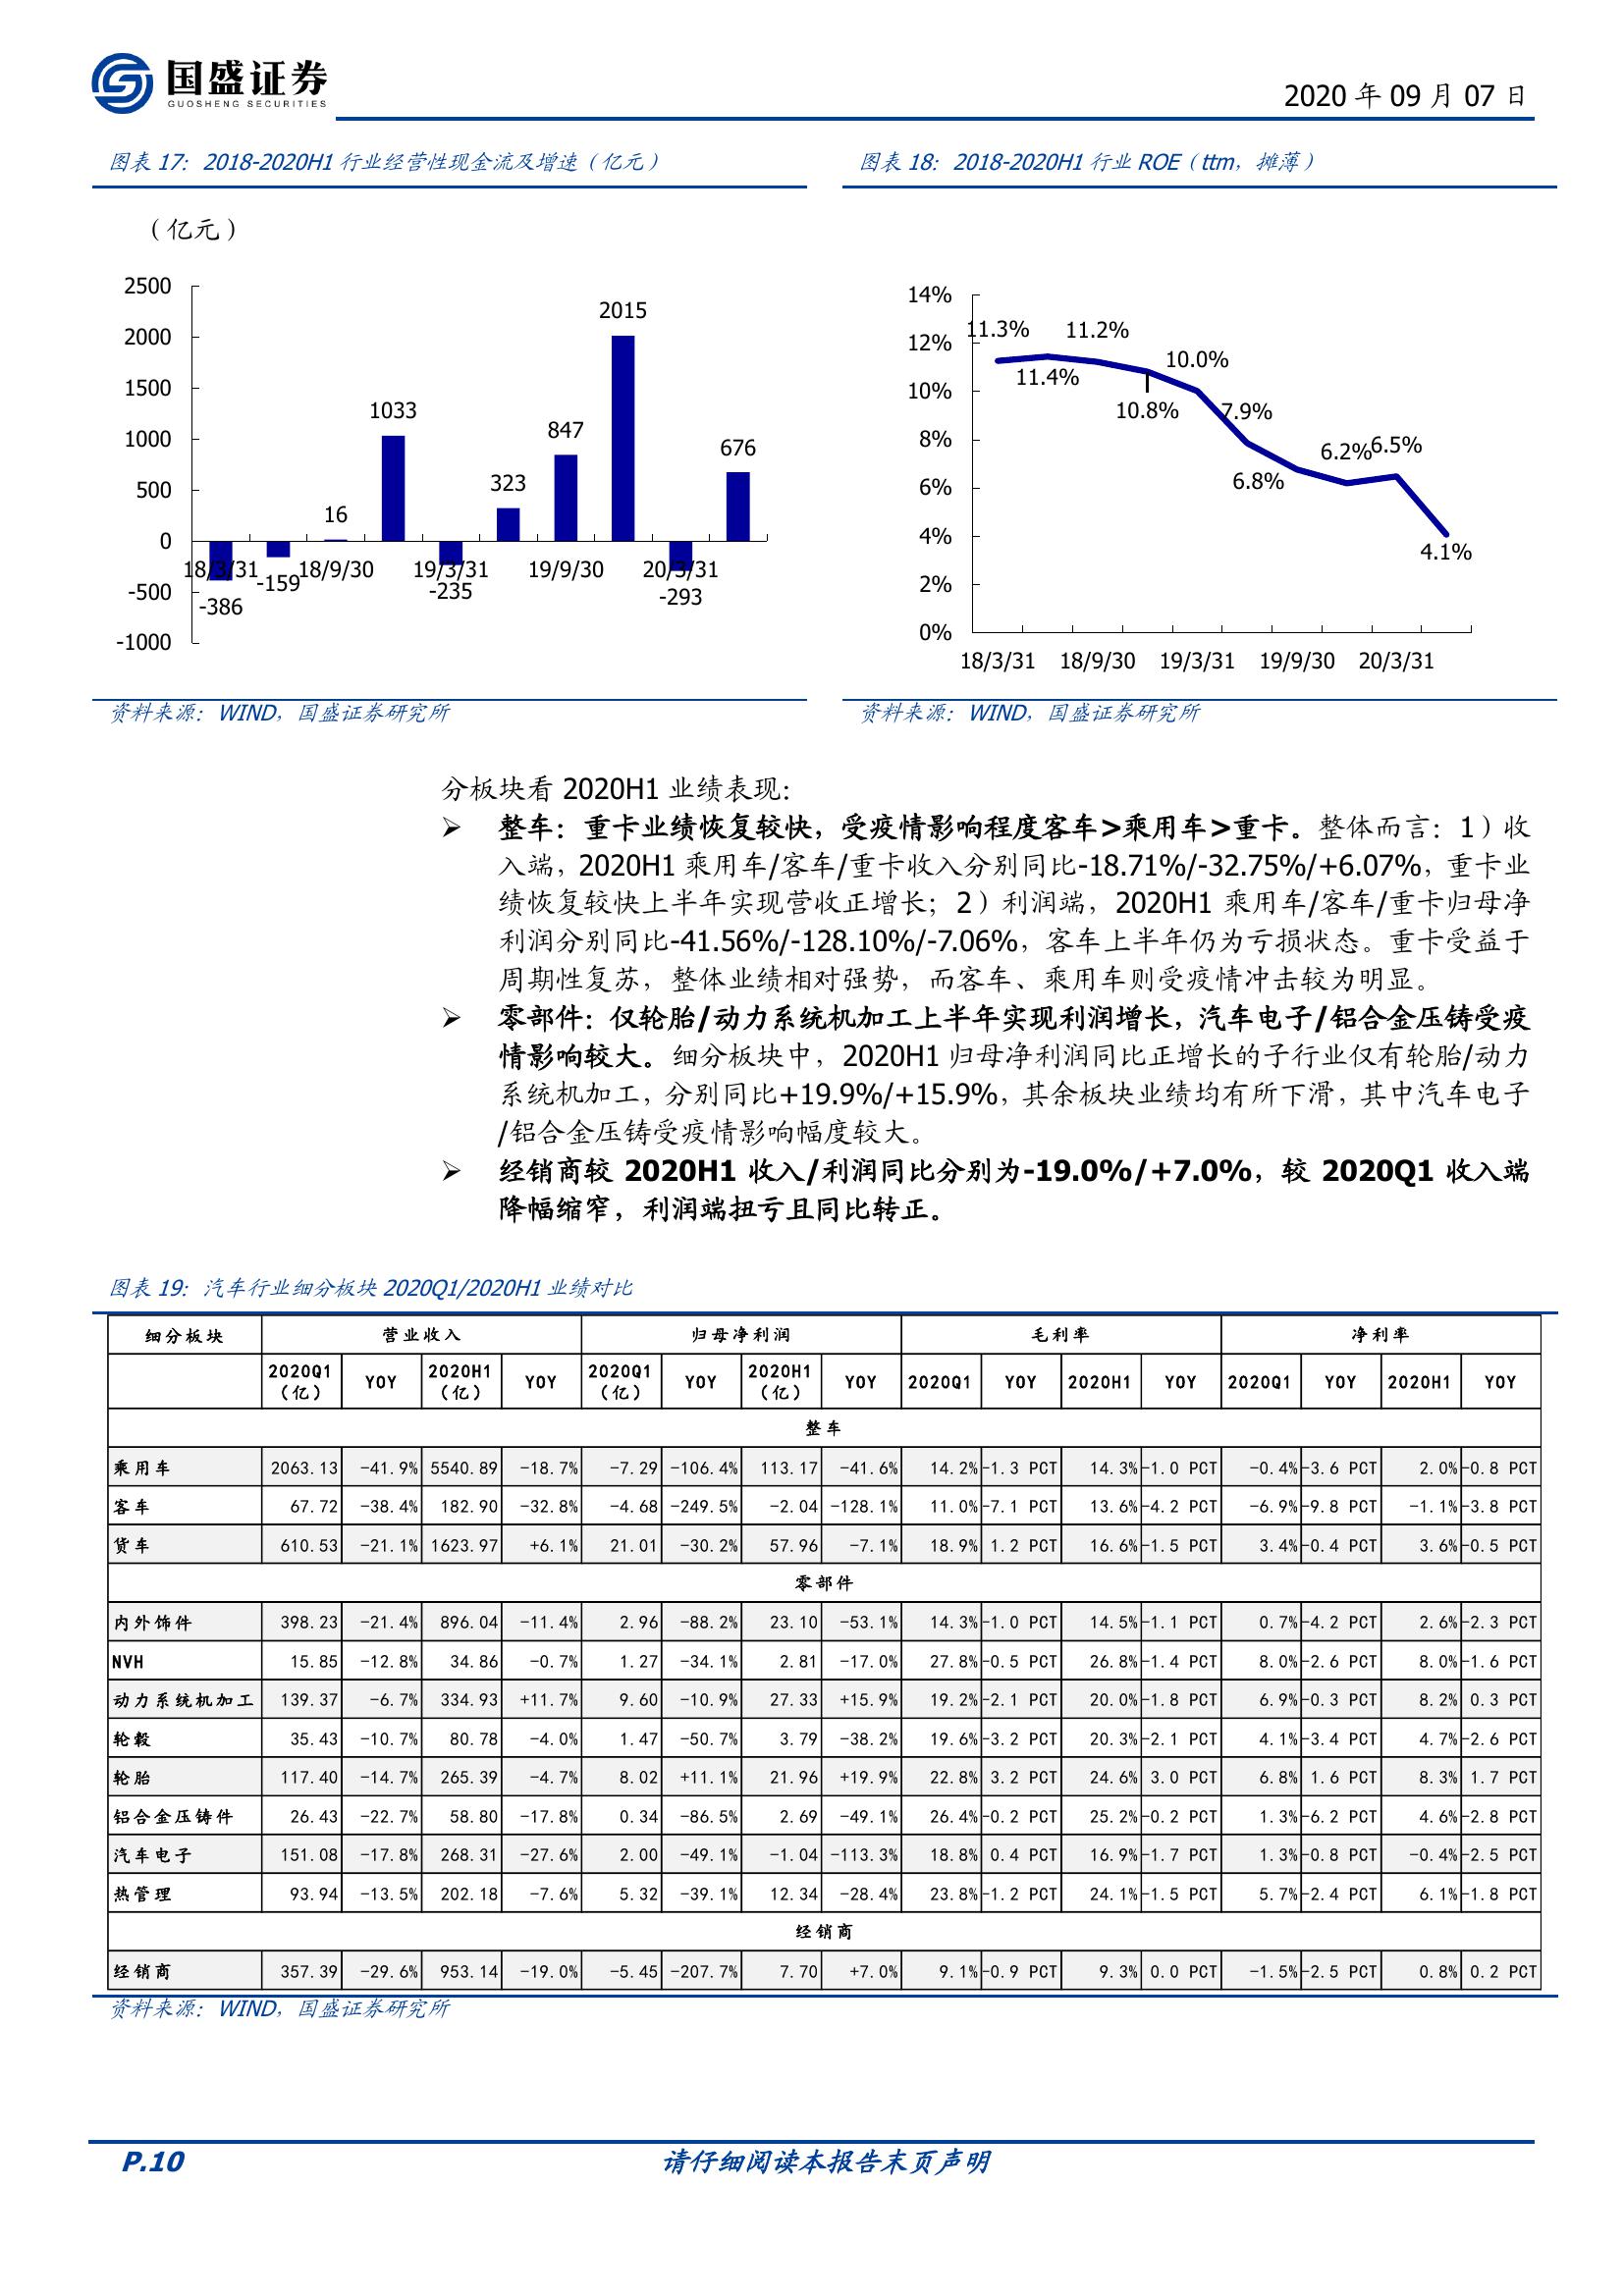 国盛证券
GUOSHENG SECURITIES
2020 年 09 月 07 日
图表 17：2018-2020H1 行业经营性现金流及增速（亿元）
（亿元）
2500
2000
1500
1000
500
0
-500
-1000
-386
-159
16
1033
-235
323
847
2015
-293
676
18/3/31 18/9/30 19/3/31 19/9/30 20/3/31
资料来源：WIND，国盛证券研究所
图表 18：2018-2020H1 行业 ROE（ttm，摊薄）
14%
12%
10%
8%
6%
4%
2%
0%
11.3%
11.4%
11.2%
10.8%
10.0%
7.9%
6.8%
6.2%
6.5%
4.1%
18/3/31 18/9/30 19/3/31 19/9/30 20/3/31
资料来源：WIND，国盛证券研究所
分板块看 2020H1 业绩表现：
➢ 整车：重卡业绩恢复较快，受疫情影响程度客车>乘用车>重卡。整体而言：1）收
入端，2020H1 乘用车/客车/重卡收入分别同比-18.71%/-32.75%/+6.07%，重卡业
绩恢复较快上半年实现营收正增长；2）利润端，2020H1 乘用车/客车/重卡归母净
利润分别同比-41.56%/-128.10%/-7.06%，客车上半年仍为亏损状态。重卡受益于
周期性复苏，整体业绩相对强势，而客车、乘用车则受疫情冲击较为明显。
➢ 零部件：仅轮胎/动力系统机加工上半年实现利润增长，汽车电子/铝合金压铸受疫
情影响较大。细分板块中，2020H1 归母净利润同比正增长的子行业仅有轮胎/动力
系统机加工，分别同比+19.9%/+15.9%，其余板块业绩均有所下滑，其中汽车电子
/铝合金压铸受疫情影响幅度较大。
➢ 经销商较 2020H1 收入/利润同比分别为-19.0%/+7.0%，较 2020Q1 收入端
降幅缩窄，利润端扭亏且同比转正。
图表 19：汽车行业细分板块 2020Q1/2020H1 业绩对比
细分板块 营业收入 归母净利润 毛利率 净利率
2020Q1（亿） YOY 2020H1（亿） YOY 2020Q1（亿） YOY 2020H1（亿） YOY 2020Q1 YOY 2020H1 YOY 2020Q1 YOY 2020H1 YOY
整车
乘用车 2063.13 -41.9% 5540.89 -18.7% -7.29 -106.4% 113.17 -41.6% 14.2% -1.3 PCT 14.3% -1.0 PCT -0.4% -3.6 PCT 2.0% -0.8 PCT
客车 67.72 -38.4% 182.90 -32.8% -4.68 -249.5% -2.04 -128.1% 11.0% -7.1 PCT 13.6% -4.2 PCT -6.9% -9.8 PCT -1.1% -3.8 PCT
货车 610.53 -21.1% 1623.97 +6.1% 21.01 -30.2% 57.96 -7.1% 18.9% 1.2 PCT 16.6% -1.5 PCT 3.4% -0.4 PCT 3.6% -0.5 PCT
零部件
内外饰件 398.23 -21.4% 896.04 -11.4% 2.96 -88.2% 23.10 -53.1% 14.3% -1.0 PCT 14.5% -1.1 PCT 0.7% -4.2 PCT 2.6% -2.3 PCT
NVH 15.85 -12.8% 34.86 -0.7% 1.27 -34.1% 2.81 -17.0% 27.8% -0.5 PCT 26.8% -1.4 PCT 8.0% -2.6 PCT 8.0% -1.6 PCT
动力系统机加工 139.37 -6.7% 334.93 +11.7% 9.60 -10.9% 27.33 +15.9% 19.2% -2.1 PCT 20.0% -1.8 PCT 6.9% -0.3 PCT 8.2% 0.3 PCT
轮毂 35.43 -10.7% 80.78 -4.0% 1.47 -50.7% 3.79 -38.2% 19.6% -3.2 PCT 20.3% -2.1 PCT 4.1% -3.4 PCT 4.7% -2.6 PCT
轮胎 117.40 -14.7% 265.39 -4.7% 8.02 +11.1% 21.96 +19.9% 22.8% 3.2 PCT 24.6% 3.0 PCT 6.8% 1.6 PCT 8.3% 1.7 PCT
铝合金压铸件 26.43 -22.7% 58.80 -17.8% 0.34 -86.5% 2.69 -49.1% 26.4% -0.2 PCT 25.2% -0.2 PCT 1.3% -6.2 PCT 4.6% -2.8 PCT
汽车电子 151.08 -17.8% 268.31 -27.6% 2.00 -49.1% -1.04 -113.3% 18.8% 0.4 PCT 16.9% -1.7 PCT 1.3% -0.8 PCT -0.4% -2.5 PCT
热管理 93.94 -13.5% 202.18 -7.6% 5.32 -39.1% 12.34 -28.4% 23.8% -1.2 PCT 24.1% -1.5 PCT 5.7% -2.4 PCT 6.1% -1.8 PCT
经销商
经销商 357.39 -29.6% 953.14 -19.0% -5.45 -207.7% 7.70 +7.0% 9.1% -0.9 PCT 9.3% 0.0 PCT -1.5% -2.5 PCT 0.8% 0.2 PCT
资料来源：WIND，国盛证券研究所
P.10 请仔细阅读本报告末页声明